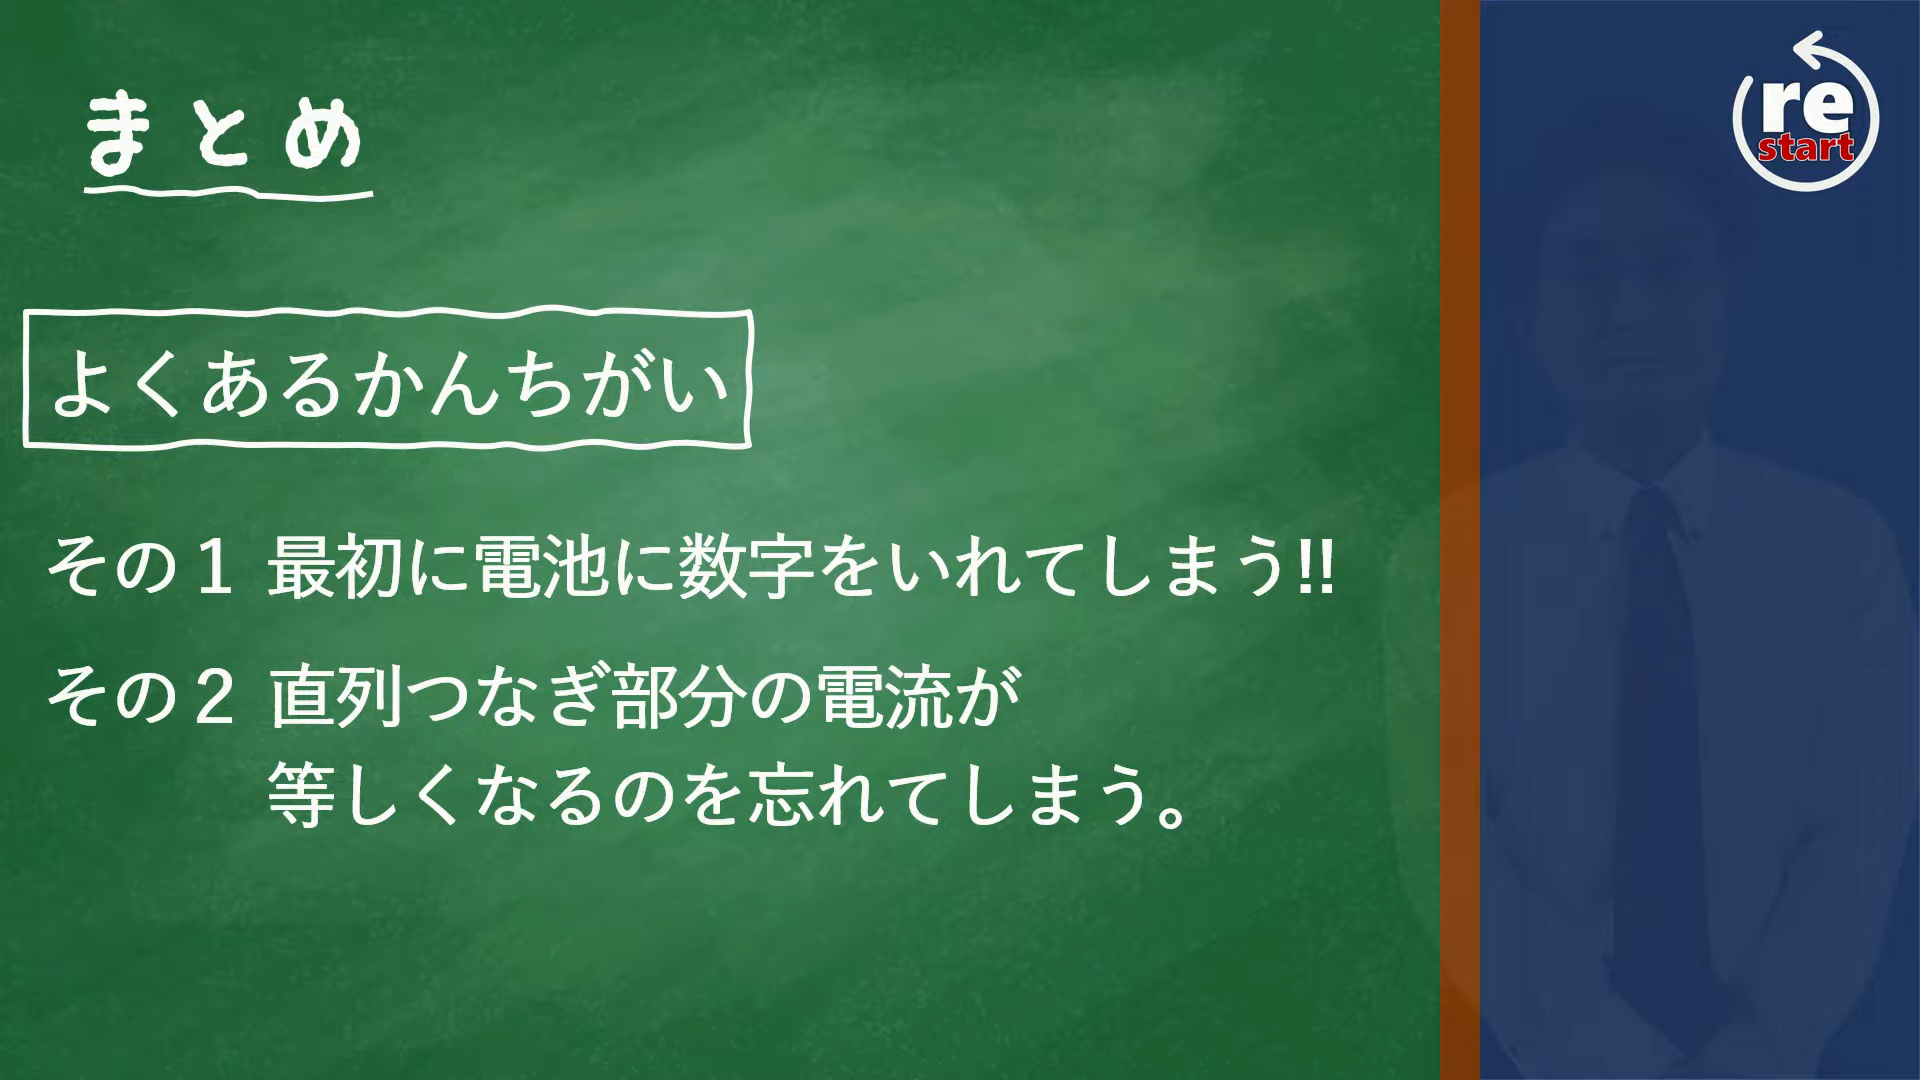 まとめ
re
start
よくあるかんちがい
その１ 最初に電池に数字をいれてしまう!!
その２ 直列つなぎ部分の電流が
等しくなるのを忘れてしまう。